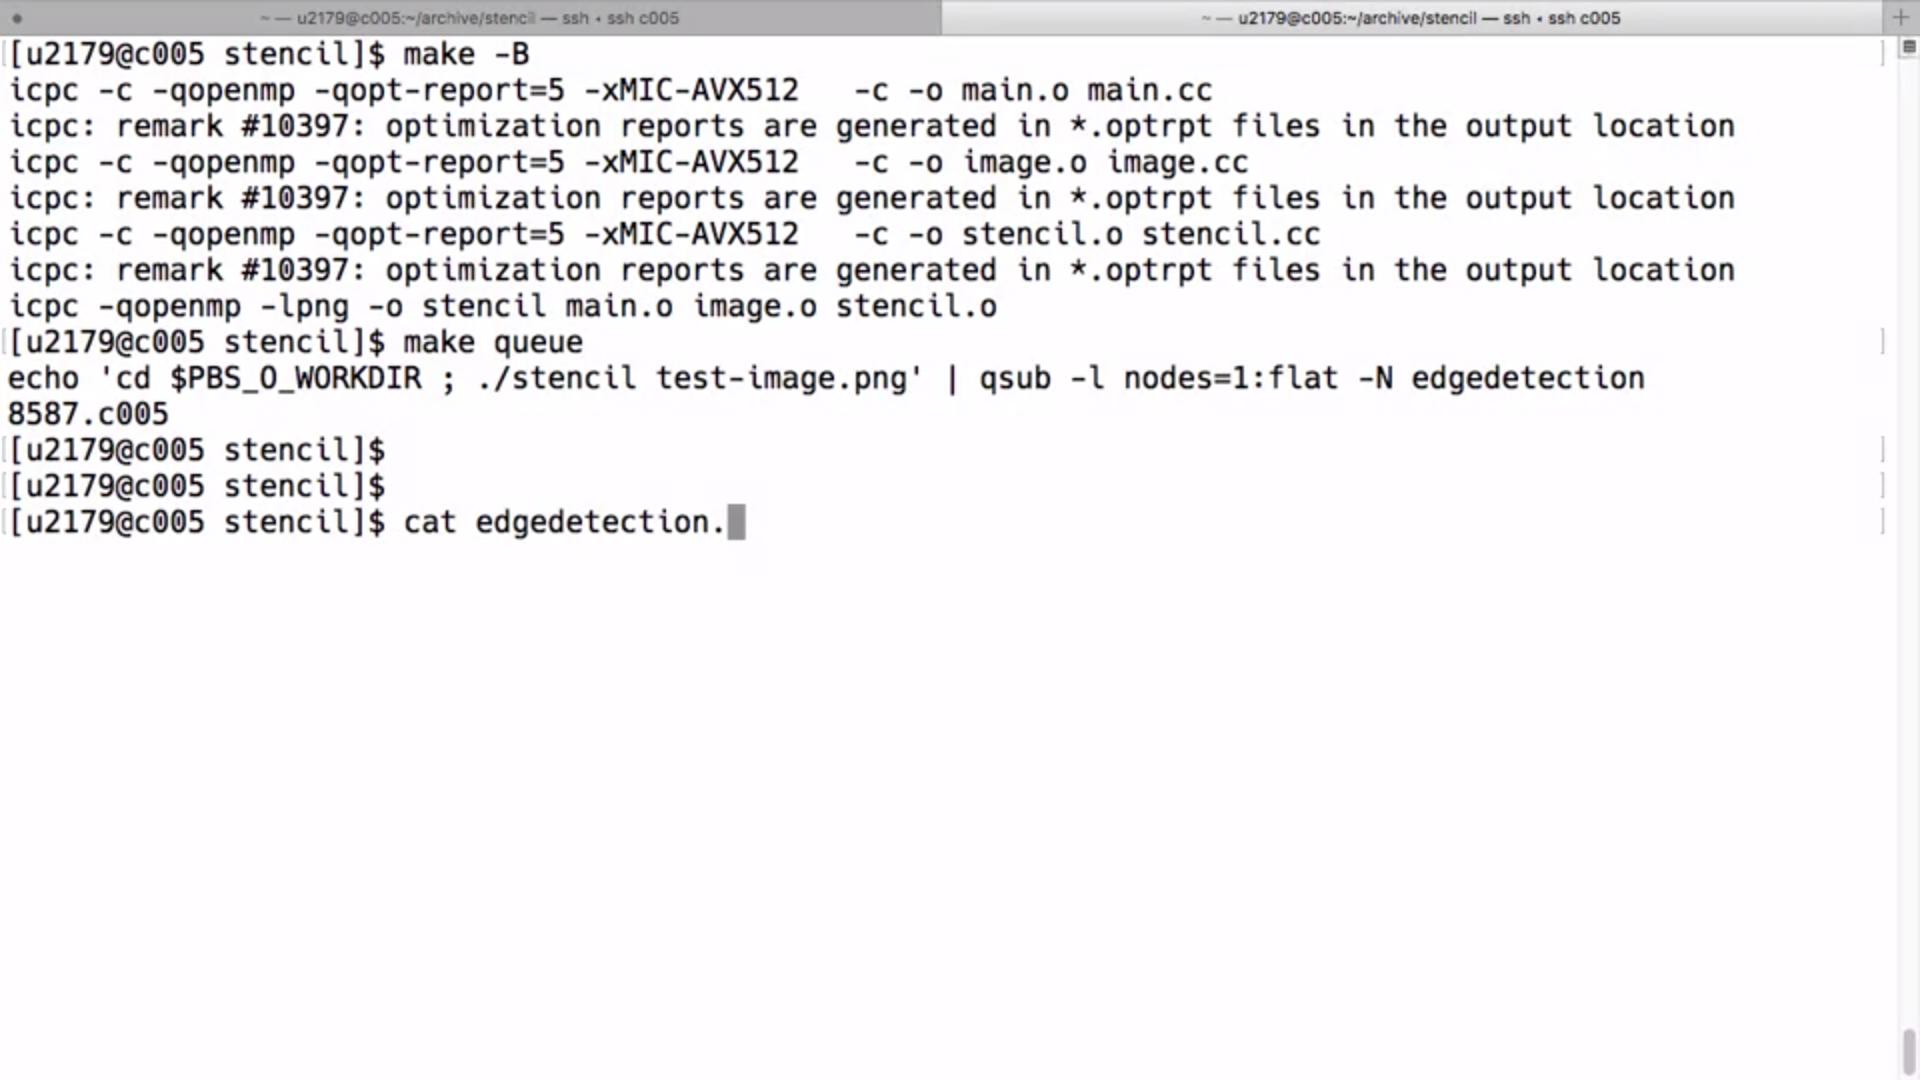 ~ — u2179@c005:~/archive/stencil — ssh • ssh c005
~ — u2179@c005:~/archive/stencil — ssh • ssh c005
[u2179@c005 stencil]$ make -B
icpc -c -qopenmp -qopt-report=5 -xMIC-AVX512   -c -o main.o main.cc
icpc: remark #10397: optimization reports are generated in *.optrpt files in the output location
icpc -c -qopenmp -qopt-report=5 -xMIC-AVX512   -c -o image.o image.cc
icpc: remark #10397: optimization reports are generated in *.optrpt files in the output location
icpc -c -qopenmp -qopt-report=5 -xMIC-AVX512   -c -o stencil.o stencil.cc
icpc: remark #10397: optimization reports are generated in *.optrpt files in the output location
icpc -qopenmp -lpng -o stencil main.o image.o stencil.o
[u2179@c005 stencil]$ make queue
echo 'cd $PBS_O_WORKDIR ; ./stencil test-image.png' | qsub -l nodes=1:flat -N edgedetection
8587.c005
[u2179@c005 stencil]$
[u2179@c005 stencil]$
[u2179@c005 stencil]$ cat edgedetection.